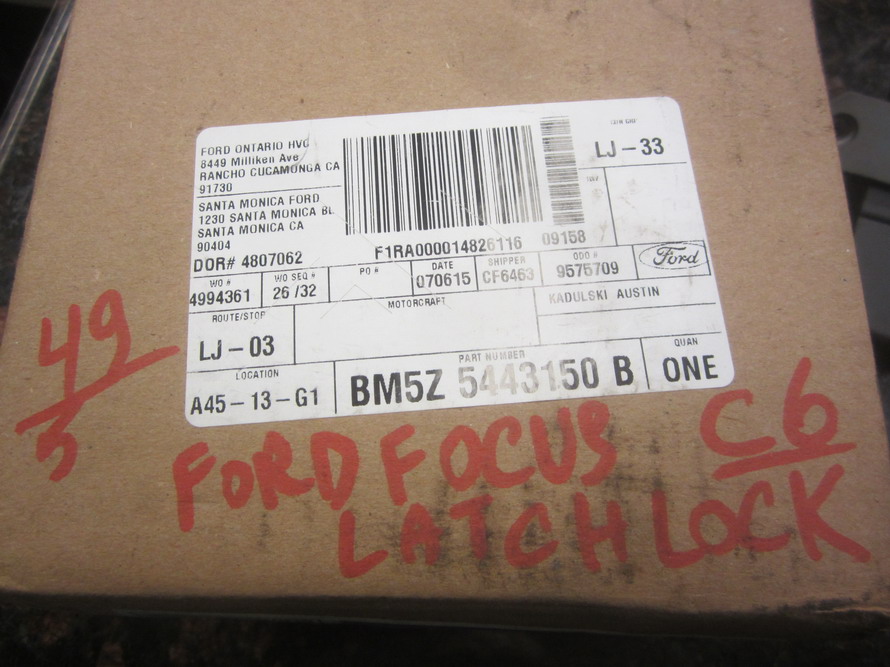 FORD ONTARIO HVC
8449 Milliken Ave
RANCHO CUCAMONGA CA
91730
SANTA MONICA FORD
1230 SANTA MONICA BL
SANTA MONICA CA
90404
DOR# 4807062
F1RA000014826116 09158
LJ-33
WO #
4994361
WO SEQ #
26/32
PO #
DATE
070615
SHIPPER
CF6463
ODO #
9575709
Ford
ROUTE/STOP
LJ-03
MOTORCRAFT
KADULSKI AUSTIN
LOCATION
A45-13-G1
PART NUMBER
BM5Z 5443150 B
QUAN
ONE
49
5
FORD FOCUS C6
LATCH LOCK